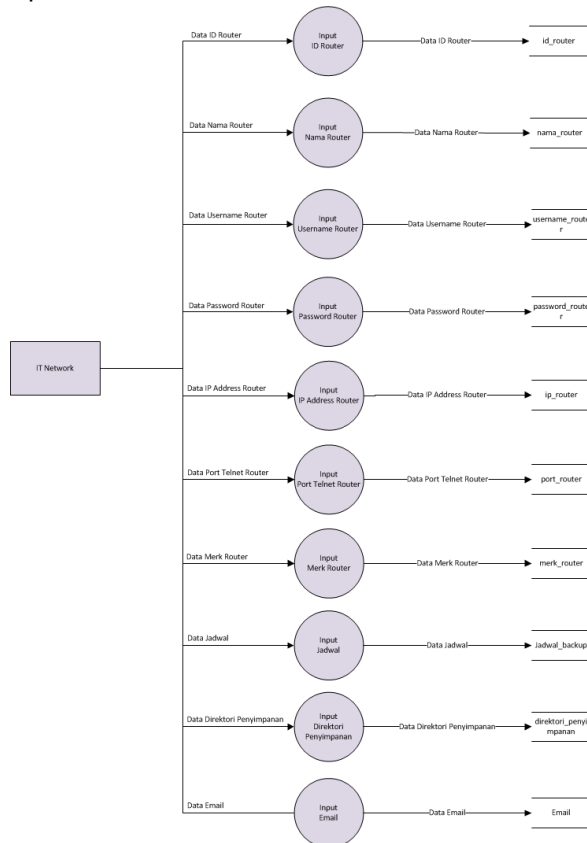 Data ID Router
Input
ID Router
Data ID Router
id_router
Data Nama Router
Input
Nama Router
Data Nama Router
nama_router
Data Username Router
Input
Username Router
Data Username Router
username_route
r
Data Password Router
Input
Password Router
Data Password Router
password_route
r
IT Network
Data IP Address Router
Input
IP Address Router
Data IP Address Router
ip_router
Data Port Telnet Router
Input
Port Telnet Router
Data Port Telnet Router
port_router
Data Merk Router
Input
Merk Router
Data Merk Router
merk_router
Data Jadwal
Input
Jadwal
Data Jadwal
Jadwal_backup
Data Direktori Penyimpanan
Input
Direktori
Penyimpanan
Data Direktori Penyimpanan
direktori_penyi
mpanan
Data Email
Input
Email
Data Email
Email